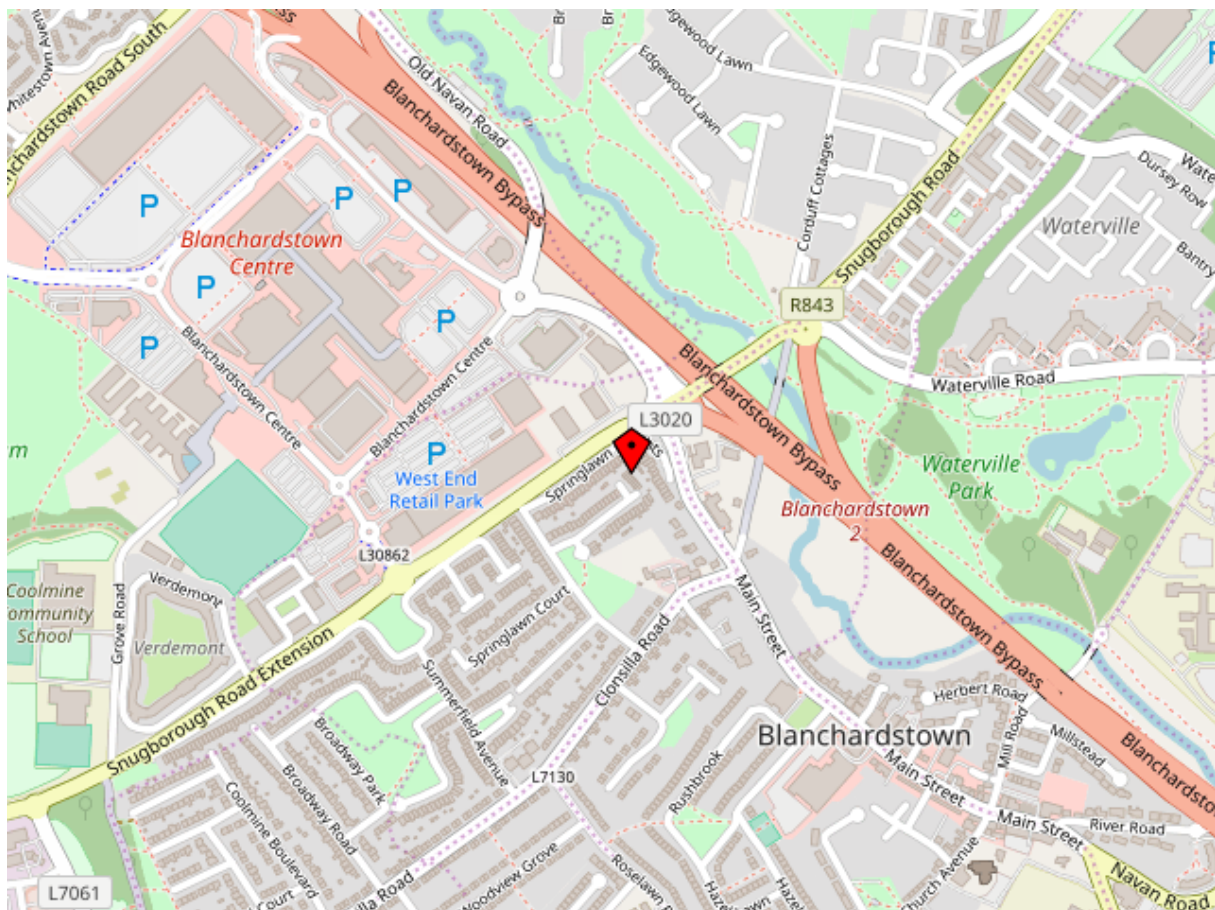 Blanchardstown Road South
Bypass
Old Navan Road
Blanchardstown Bypass
Edgewood Lawn
Edgewood Lawn
Corduff Cottages
Snugborough Road
Dursey Row
Bantry
Waterville
P
P
P
P
P
P
P
Blanchardstown
Centre
Blanchardstown Centre
Blanchardstown Centre
R843
Waterville Road
Blanchardstown Bypass
L3020
West End
Retail Park
Waterville
Park
Blanchardstown
2
Blanchardstown Bypass
L30862
Coolmine
Community
School
Grove Road
Verdemont
Verdemont
Snugborough Road Extension
Springlawn Court
Summerfield Avenue
Clonsilla Road
Main Street
Herbert Road
Mill Road
Millstead
Blanchardstown
Main Street
Main Street
River Road
Navan Road
Church Avenue
Rushbrook
L7130
Broadway Park
Broadway Road
Coolmine Boulevard
Court
Woodview Grove
L7061